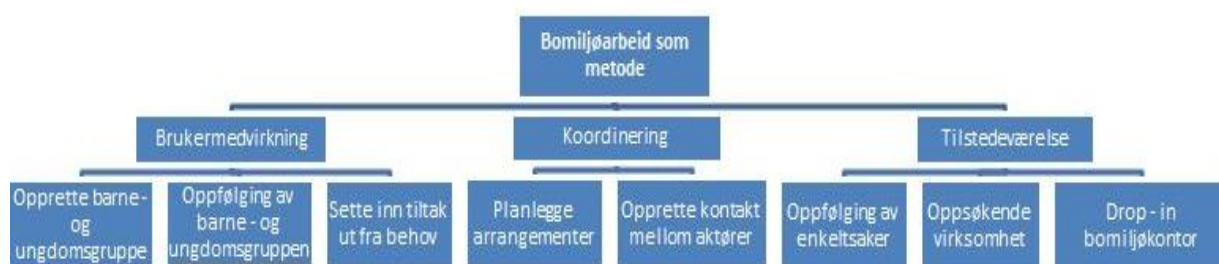 Bomiljøarbeid som
metode
Brukermedvirkning
Koordinering
Tilstedeværelse
Opprette barne -
og
ungdomsgruppe
Oppfølging av
barne - og
ungdomsgruppen
Sette inn tiltak
ut fra behov
Planlegge
arrangementer
Opprette kontakt
mellom aktører
Oppfølging av
enkeltsaker
Oppsøkende
virksomhet
Drop - in
bomiljøkontor